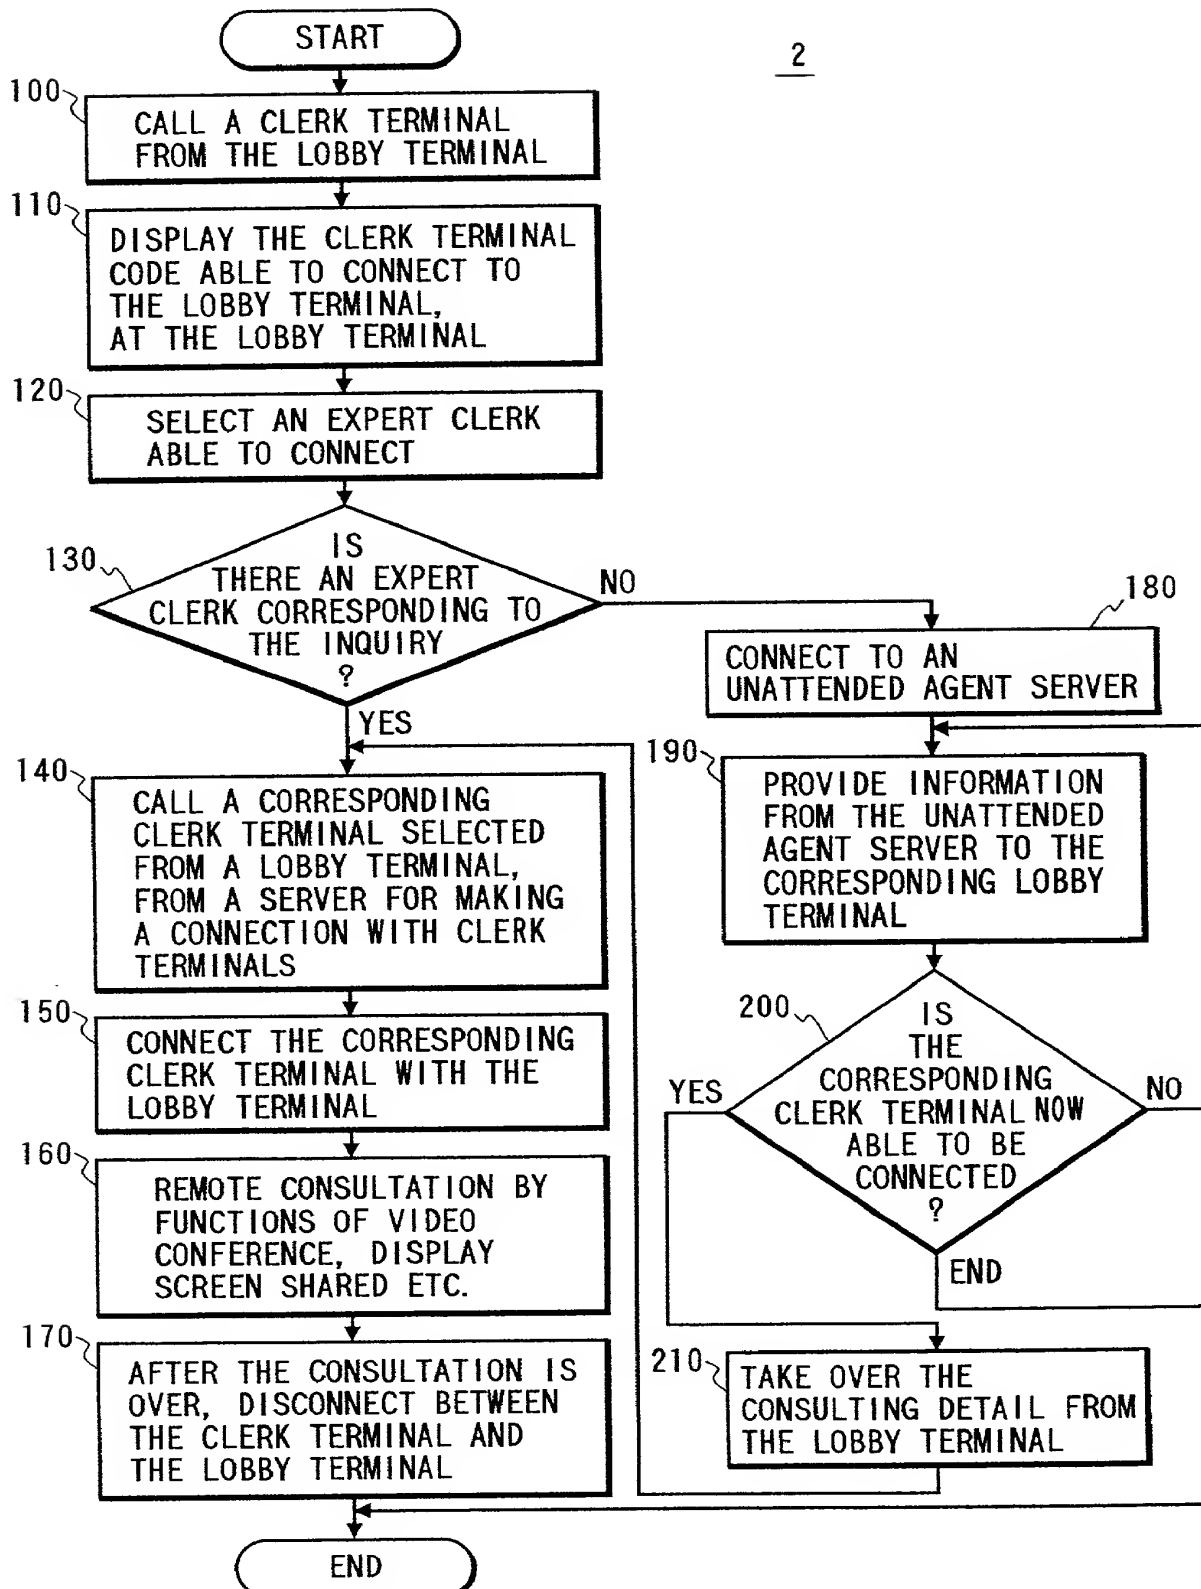 START
2
100
CALL A CLERK TERMINAL
FROM THE LOBBY TERMINAL
110
DISPLAY THE CLERK TERMINAL
CODE ABLE TO CONNECT TO
THE LOBBY TERMINAL,
AT THE LOBBY TERMINAL
120
SELECT AN EXPERT CLERK
ABLE TO CONNECT
130
IS
THERE AN EXPERT
CLERK CORRESPONDING TO
THE INQUIRY
?
NO
YES
140
CALL A CORRESPONDING
CLERK TERMINAL SELECTED
FROM A LOBBY TERMINAL,
FROM A SERVER FOR MAKING
A CONNECTION WITH CLERK
TERMINALS
150
CONNECT THE CORRESPONDING
CLERK TERMINAL WITH THE
LOBBY TERMINAL
160
REMOTE CONSULTATION BY
FUNCTIONS OF VIDEO
CONFERENCE, DISPLAY
SCREEN SHARED ETC.
170
AFTER THE CONSULTATION IS
OVER, DISCONNECT BETWEEN
THE CLERK TERMINAL AND
THE LOBBY TERMINAL
END
180
CONNECT TO AN
UNATTENDED AGENT SERVER
190
PROVIDE INFORMATION
FROM THE UNATTENDED
AGENT SERVER TO THE
CORRESPONDING LOBBY
TERMINAL
200
IS
THE
CORRESPONDING
CLERK TERMINAL NOW
ABLE TO BE
CONNECTED
?
YES
NO
END
210
TAKE OVER THE
CONSULTING DETAIL FROM
THE LOBBY TERMINAL